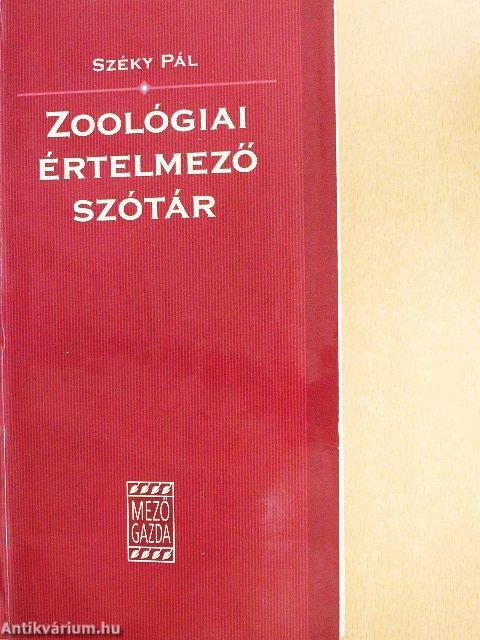 SZÉKY PÁL
ZOOLÓGIAI
ÉRTELMEZŐ
SZÓTÁR
MEZŐ
GAZDA
Antikvárium.hu